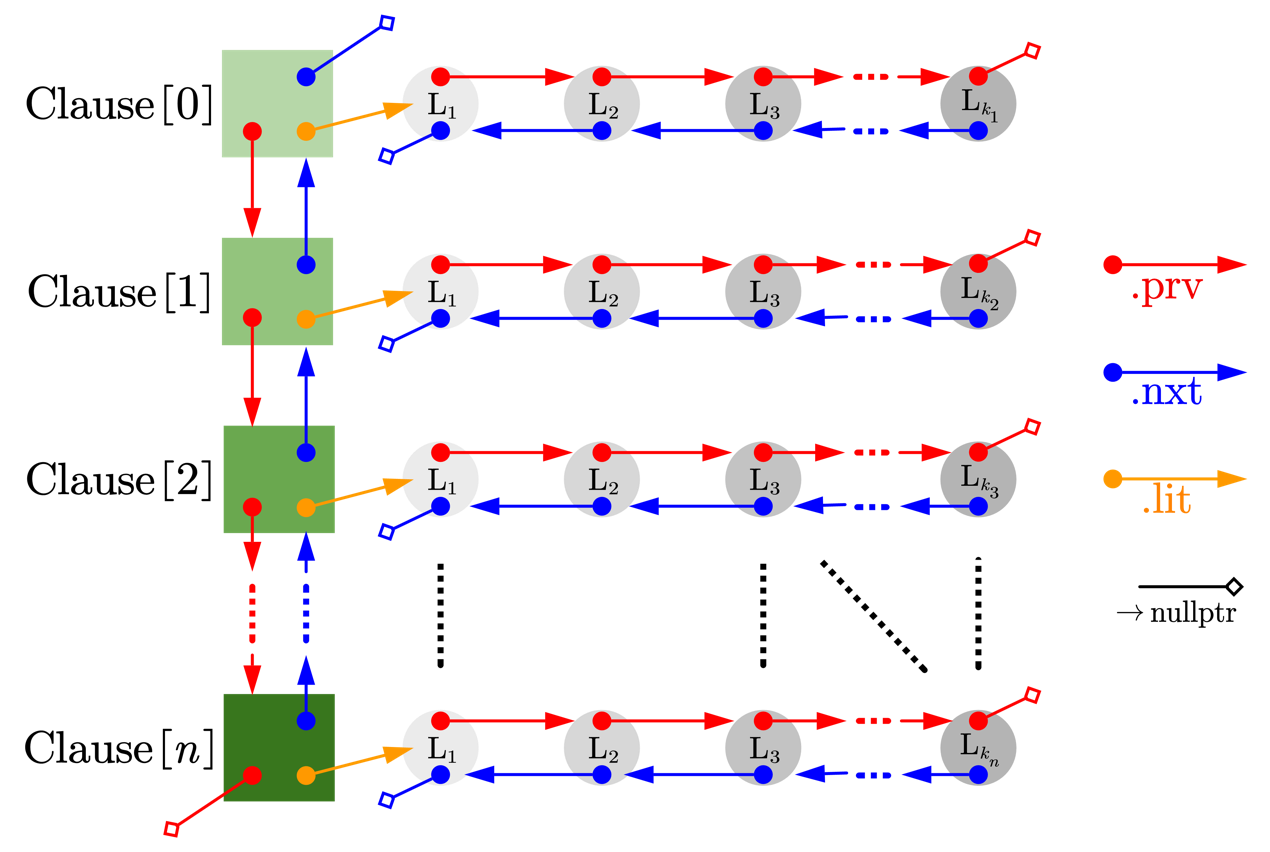 Clause[0]
L₁ L₂ L₃ Lₖ₁
Clause[1]
L₁ L₂ L₃ Lₖ₂
.prv
.nxt
Clause[2]
L₁ L₂ L₃ Lₖ₃
.lit
→nullptr
Clause[n]
L₁ L₂ L₃ Lₖₙ